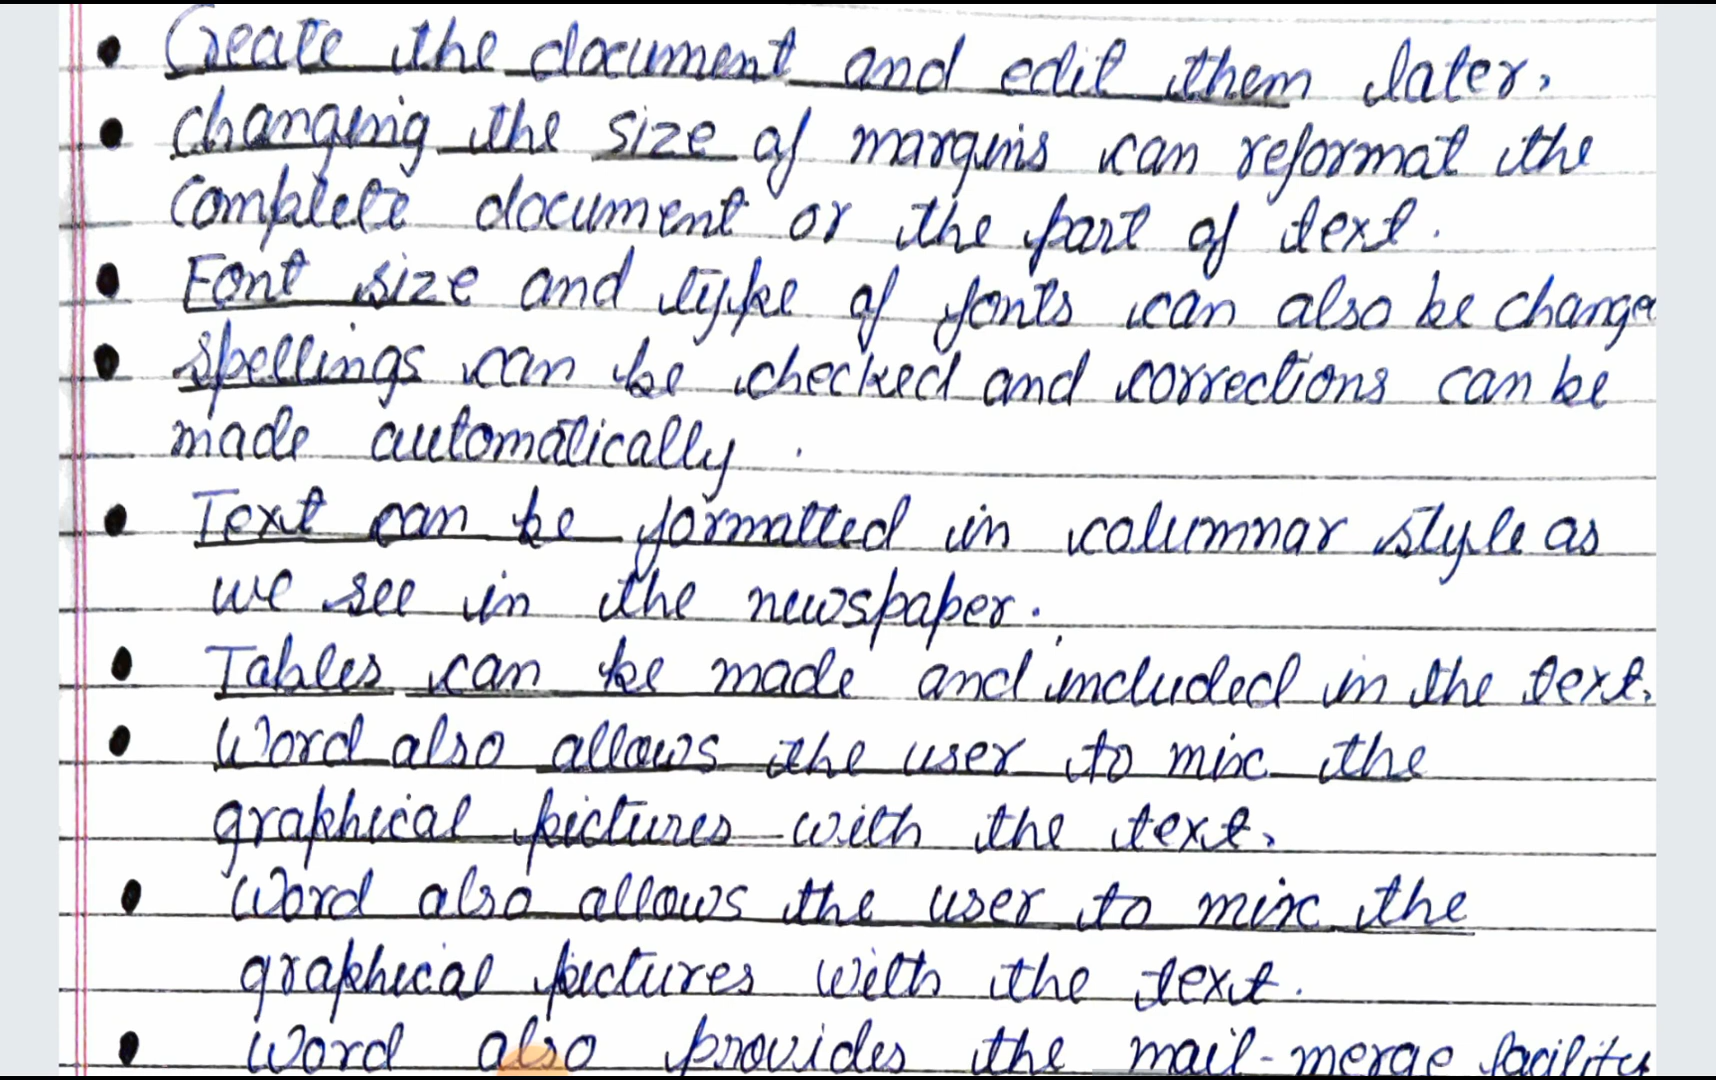 • Create the document and edit them later.
• Changing the size of margins can reformat the
complete document or the part of text.
• Font size and type of fonts can also be change
• Spellings can be checked and corrections can be
made automatically.
• Text can be formatted in columnar style as
we see in the newspaper.
• Tables can be made and included in the text.
• Word also allows the user to mix the
graphical pictures with the text.
• Word also allows the user to mix the
graphical pictures with the text.
• Word also provides the mail-merge facility